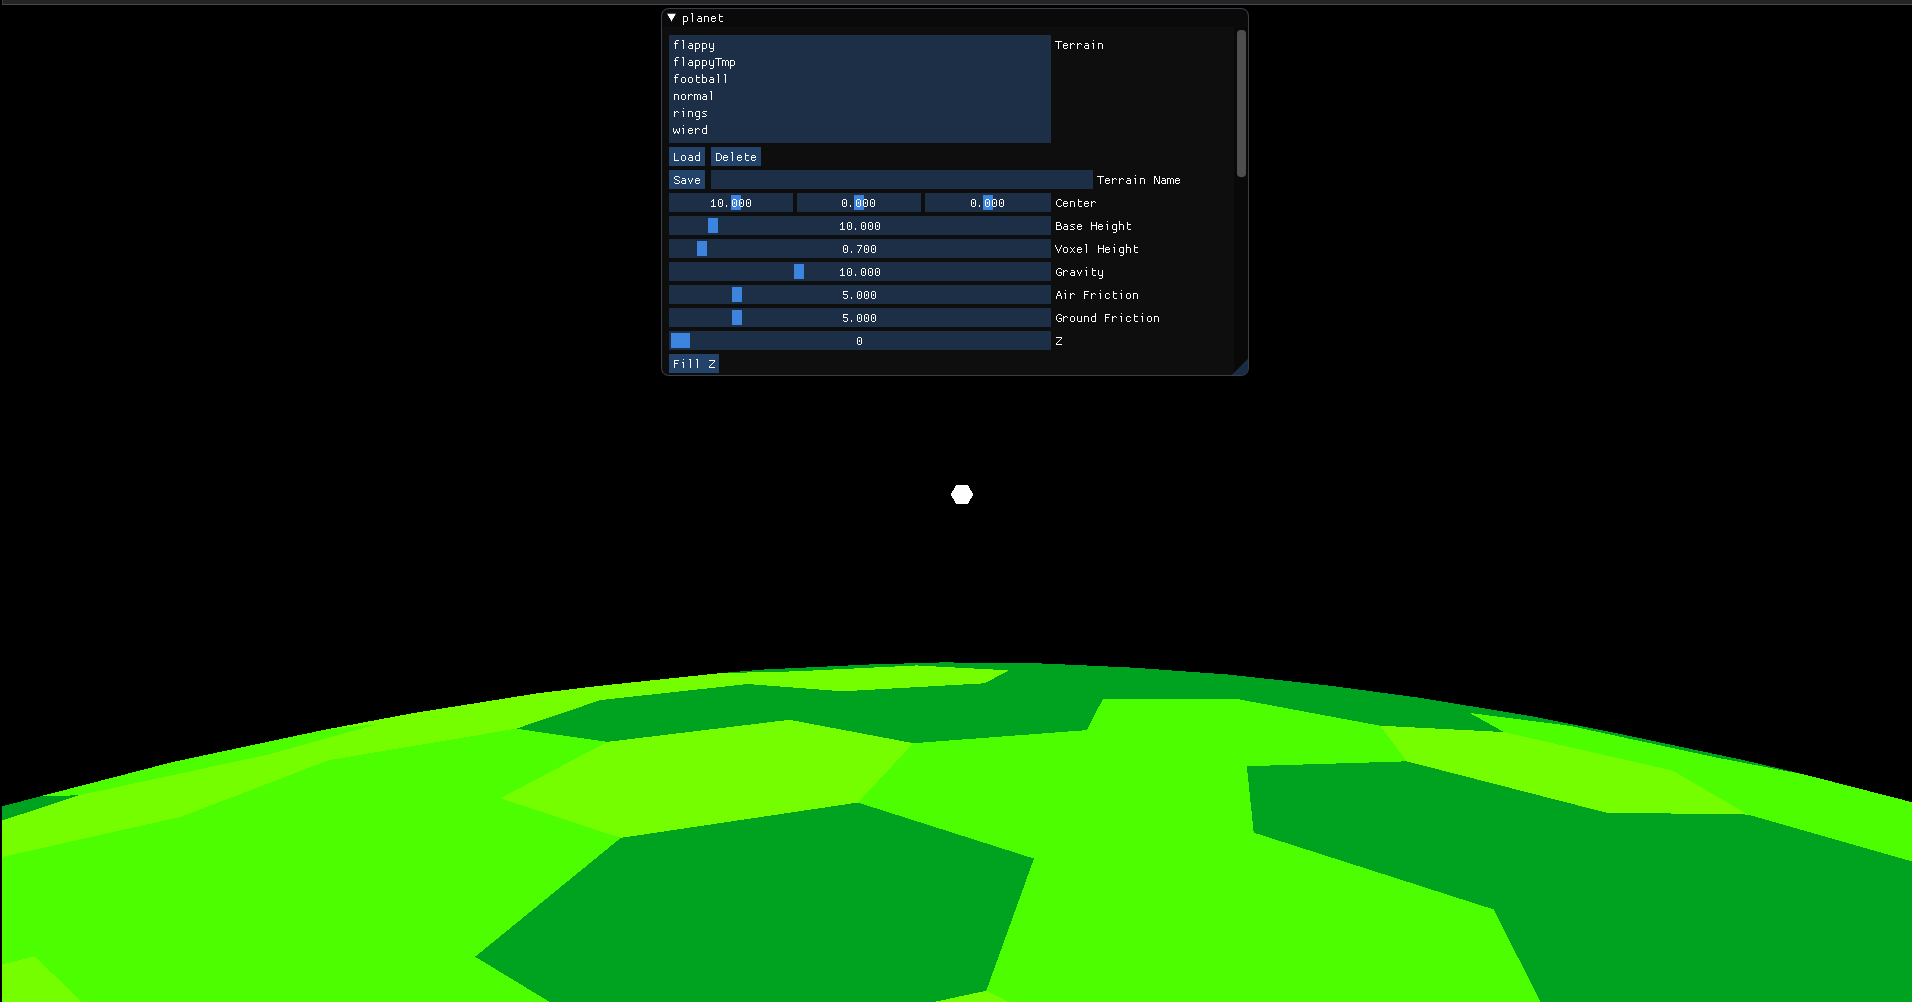 planet
flappy
Terrain
flappyTmp
football
normal
rings
wierd
Load Delete
Save Terrain Name
10.000 0.000 0.000 Center
10.000 Base Height
0.700 Voxel Height
10.000 Gravity
5.000 Air Friction
5.000 Ground Friction
0 Z
Fill Z